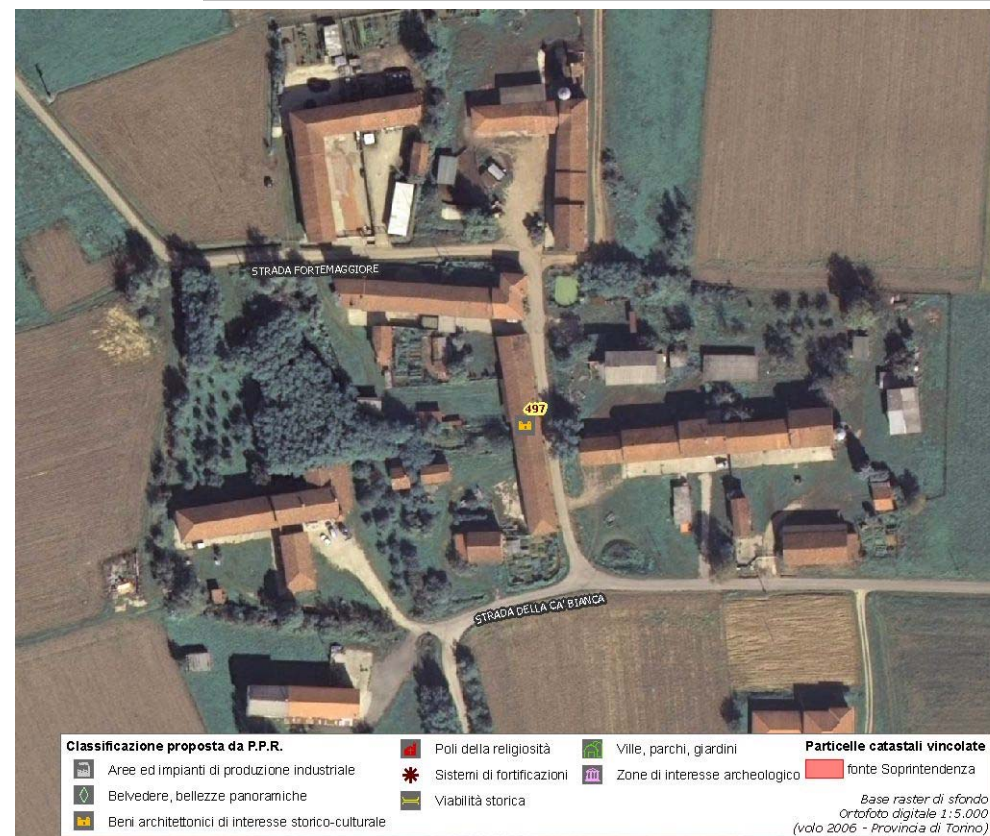 STRADA FORTEMAGGIORE
497
STRADA DELLA CA' BIANCA
Classificazione proposta da P.P.R.
Aree ed impianti di produzione industriale
Belvedere, bellezze panoramiche
Beni architettonici di interesse storico-culturale
Poli della religiosità
Sistemi di fortificazioni
Viabilità storica
Ville, parchi, giardini
Zone di interesse archeologico
Particelle catastali vincolate
fonte Soprintendenza
Base raster di sfondo
Ortofoto digitale 1:5.000
(volo 2006 - Provincia di Torino)